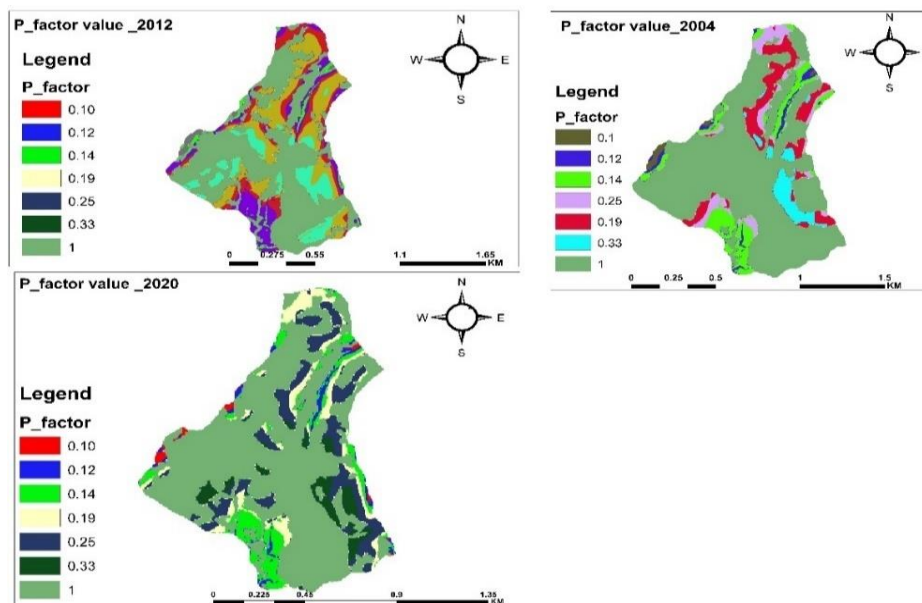 P_factor value _2012
N
W E
S
Legend
P_factor
0.10
0.12
0.14
0.19
0.25
0.33
1
0 0.275 0.55 1.1 1.65
KM
P_factor value_2004
N
W E
S
Legend
P_factor
0.1
0.12
0.14
0.25
0.19
0.33
1
0 0.25 0.5 1 1.5
KM
P_factor value _2020
N
W E
S
Legend
P_factor
0.10
0.12
0.14
0.19
0.25
0.33
1
0 0.225 0.45 0.9 1.35
KM